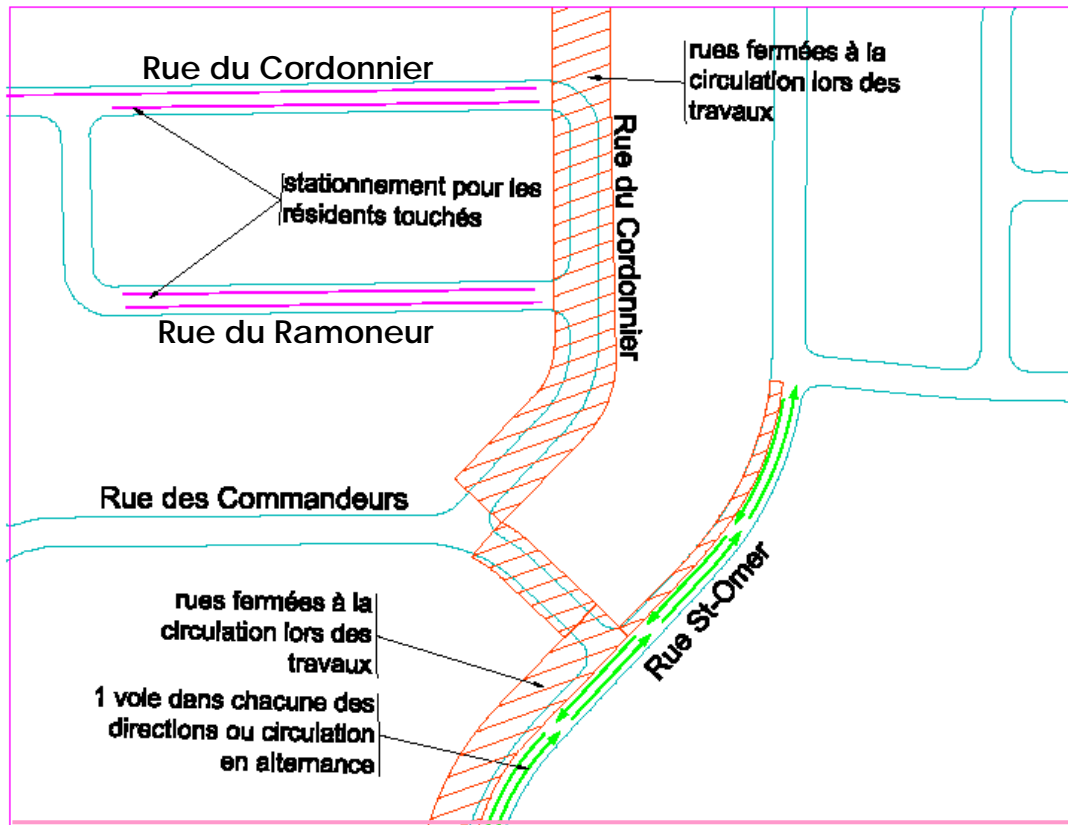 Rue du Cordonnier
rues fermées à la
circulation lors des
travaux
Rue du Cordonnier
stationnement pour les
résidents touchés
Rue du Ramoneur
Rue des Commandeurs
Rue St-Omer
rues fermées à la
circulation lors des
travaux
1 voie dans chacune des
directions ou circulation
en alternance